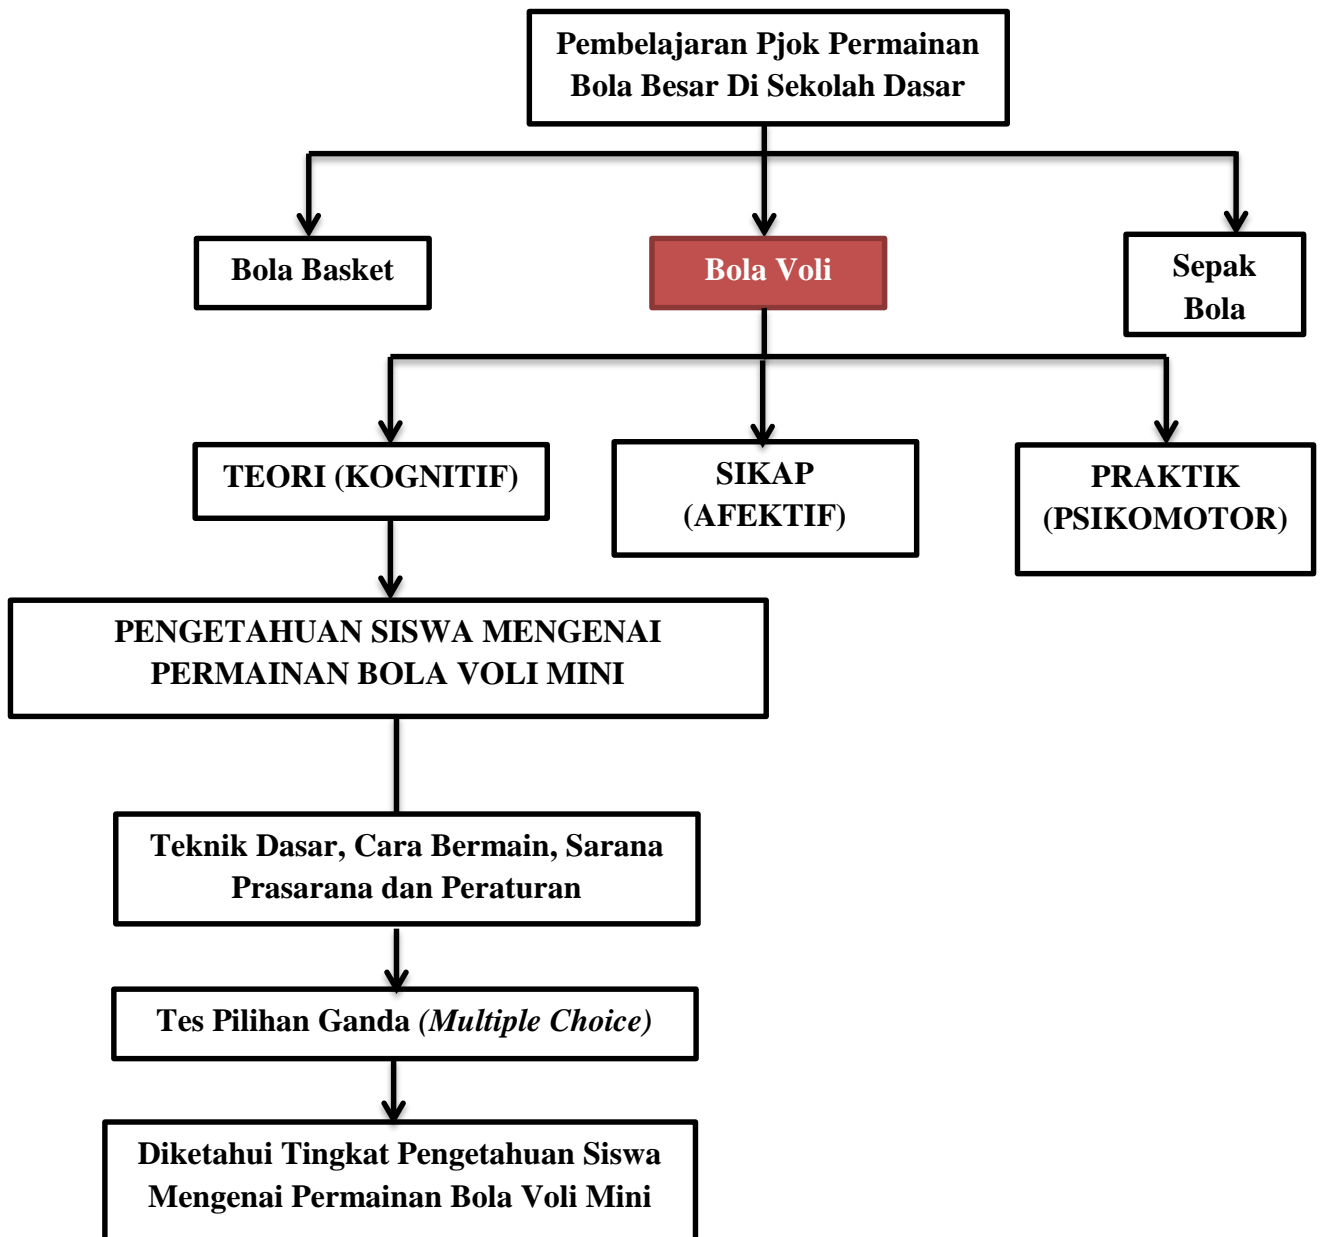 Pembelajaran Pjok Permainan
Bola Besar Di Sekolah Dasar
Bola Basket
Bola Voli
Sepak
Bola
TEORI (KOGNITIF)
SIKAP
(AFEKTIF)
PRAKTIK
(PSIKOMOTOR)
PENGETAHUAN SISWA MENGENAI
PERMAINAN BOLA VOLI MINI
Teknik Dasar, Cara Bermain, Sarana
Prasarana dan Peraturan
Tes Pilihan Ganda (Multiple Choice)
Diketahui Tingkat Pengetahuan Siswa
Mengenai Permainan Bola Voli Mini